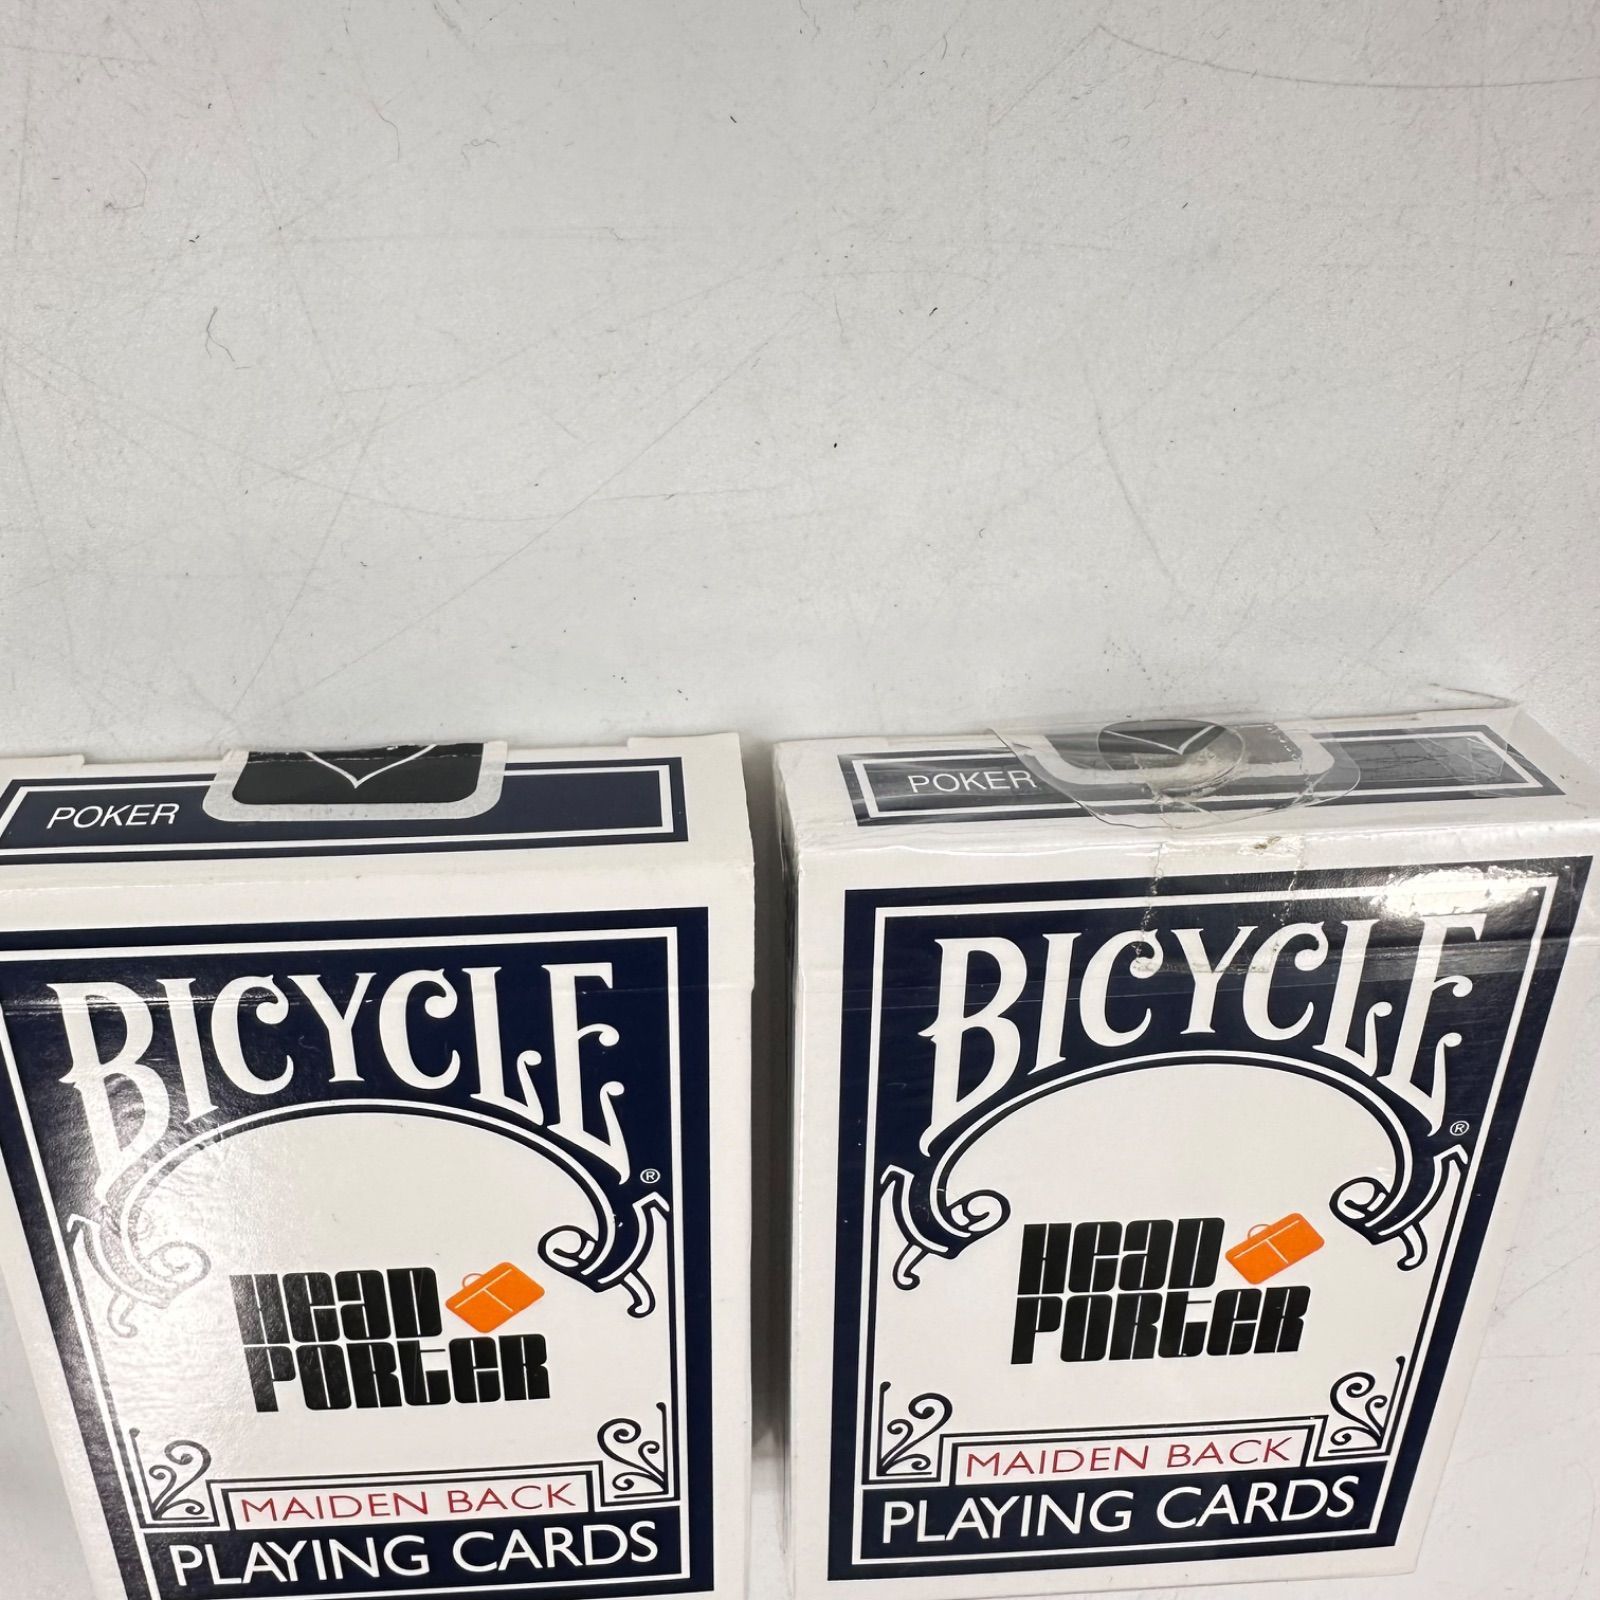 POKER
BICYCLE®
HEAD
PORTER
MAIDEN BACK
PLAYING CARDS
POKER
BICYCLE®
HEAD
PORTER
MAIDEN BACK
PLAYING CARDS